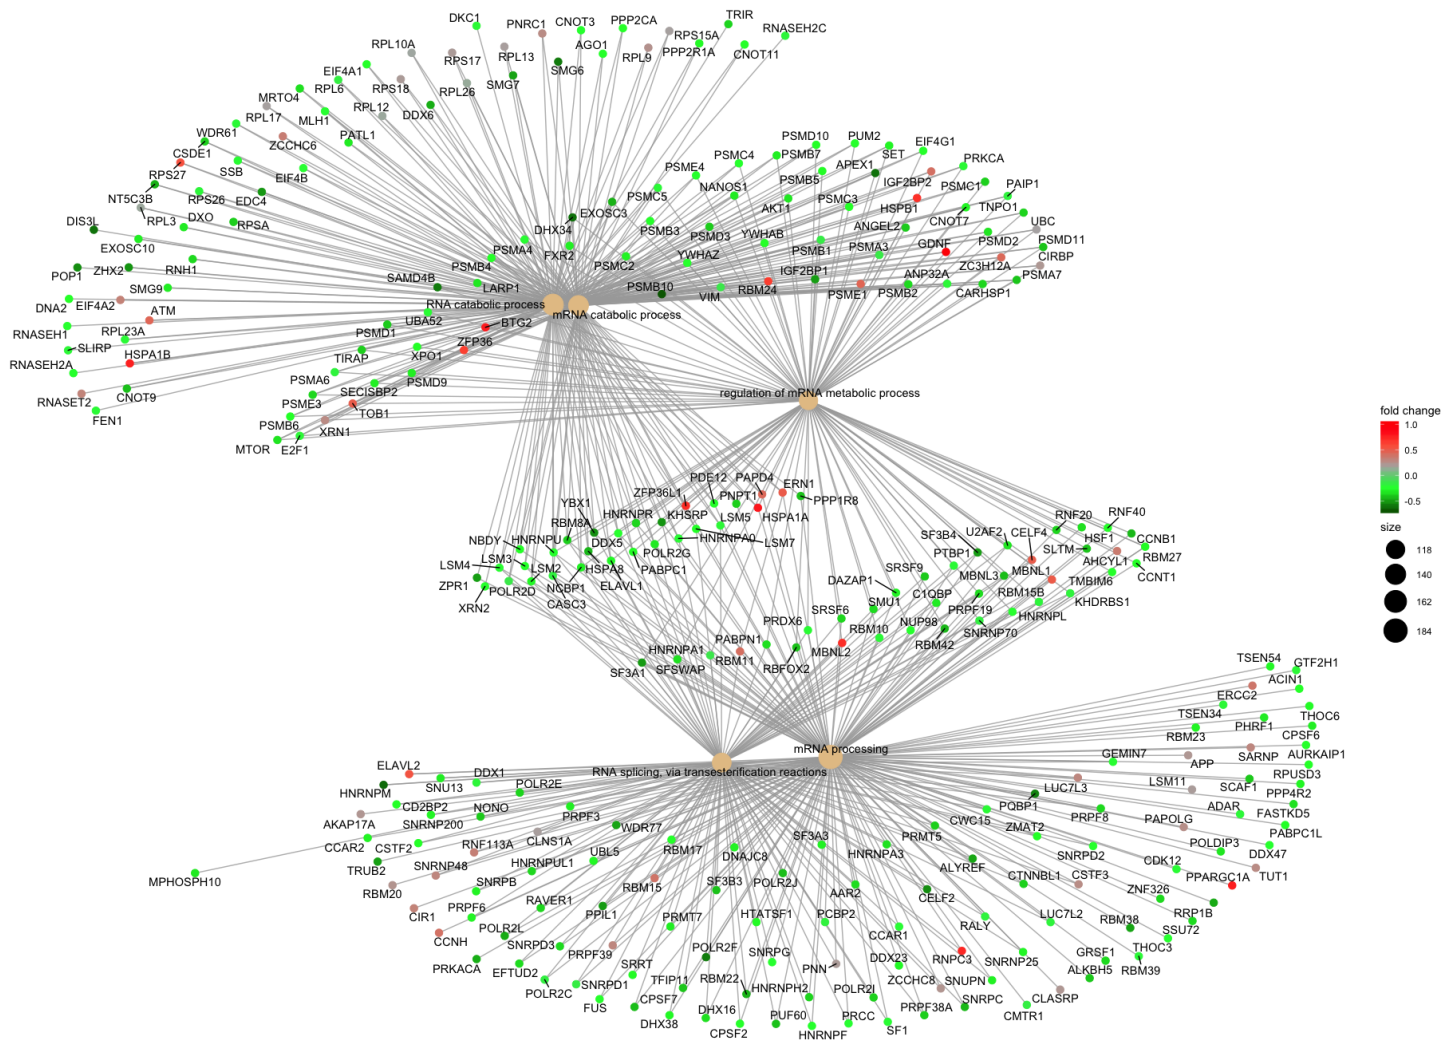 DKC1
PNRC1
CNOT3
PPP2CA
TRIR
RPS15A
RNASEH2C
RPL10A
RPS17
RPL13
AGO1
RPL9
PPP2R1A
CNOT11
EIF4A1
RPL6
RPS18
RPL26
SMG7
SMG6
MRTO4
RPL17
MLH1
RPL12
DDX6
WDR61
ZCCHC6
PATL1
CSDE1
SSB
EIF4B
RPS27
NT5C3B
RPS26
EDC4
RPL3
DXO
RPSA
DIS3L
EXOSC10
POP1
ZHX2
RNH1
SMG9
DNA2
EIF4A2
ATM
RNASEH1
RPL23A
SLIRP
HSPA1B
RNASEH2A
RNASET2
CNOT9
FEN1
PSMD10
PUM2
EIF4G1
PSMC4
PSMB7
APEX1
SET
PRKCA
PSME4
PSMB5
IGF2BP2
PSMC1
PAIP1
PSMC5
NANOS1
AKT1
PSMC3
HSPB1
CNOT7
TNPO1
EXOSC3
DHX34
PSMB3
PSMD3
YWHAB
ANGEL2
GDNF
UBC
PSMD2
PSMD11
PSMA4
FXR2
PSMC2
YWHAZ
PSMB1
PSMA3
ZC3H12A
CIRBP
PSMB4
SAMD4B
LARP1
PSMB10
VIM
RBM24
IGF2BP1
PSME1
PSMB2
ANP32A
CARHSP1
PSMA7
RNA catabolic process
mRNA catabolic process
UBA52
BTG2
PSMD1
ZFP36
TIRAP
XPO1
PSMA6
SECISBP2
PSMD9
PSME3
TOB1
PSMB6
XRN1
MTOR
E2F1
regulation of mRNA metabolic process
PDE12
PAPD4
ERN1
ZFP36L1
PNPT1
PPP1R8
YBX1
HNRNPR
KHSRP
LSM5
HSPA1A
RBM8A
NBDY
HNRNPU
DDX5
HNRNPA0
LSM7
POLR2G
LSM4
LSM3
LSM2
HSPA8
PABPC1
ZPR1
POLR2D
NCBP1
ELAVL1
XRN2
CASC3
RNF20
RNF40
SF3B4
U2AF2
CELF4
HSF1
CCNB1
PTBP1
SLTM
AHCYL1
RBM27
SRSF9
MBNL3
MBNL1
TMBIM6
CCNT1
DAZAP1
C1QBP
RBM15B
KHDRBS1
SRSF6
SMU1
PRPF19
HNRNPL
PRDX6
NUP98
SNRNP70
PABPN1
RBM10
RBM42
HNRNPA1
MBNL2
SF3A1
SFSWAP
RBM11
RBFOX2
mRNA processing
RNA splicing, via transesterification reactions
TSEN54
GTF2H1
ERCC2
ACIN1
TSEN34
THOC6
RBM23
PHRF1
CPSF6
GEMIN7
SARNP
AURKAIP1
APP
LUC7L3
LSM11
SCAF1
RPUSD3
PPP4R2
PQBP1
ADAR
FASTKD5
PRPF8
PAPOLG
PABPC1L
CWC15
ZMAT2
POLDIP3
DDX47
PRMT5
SNRPD2
CDK12
TUT1
PPARGC1A
ALYREF
CTNNBL1
CSTF3
ZNF326
RRP1B
ELAVL2
DDX1
SNU13
POLR2E
HNRNPM
CD2BP2
NONO
PRPF3
AKAP17A
SNRNP200
WDR77
CCAR2
CSTF2
RNF113A
CLNS1A
TRUB2
SNRNP48
HNRNPUL1
UBL5
RBM17
MPHOSPH10
RBM20
SNRPB
RBM15
DNAJC8
SF3A3
HNRNPA3
SF3B3
POLR2J
CIR1
PRPF6
RAVER1
PPIL1
PRMT7
HTATSF1
AAR2
CELF2
CCNH
POLR2L
PCBP2
RALY
LUC7L2
RBM38
SSU72
SNRPD3
PRPF39
POLR2F
SNRPG
CCAR1
RNPC3
SNRNP25
GRSF1
THOC3
PRKACA
EFTUD2
SRRT
PNN
DDX23
ALKBH5
RBM39
POLR2C
SNRPD1
TFIP11
RBM22
HNRNPH2
POLR2I
ZCCHC8
SNUPN
CLASRP
FUS
CPSF7
DHX16
PUF60
PRCC
PRPF38A
SNRPC
CMTR1
DHX38
CPSF2
HNRNPF
SF1
fold change
1.0
0.5
0.0
-0.5
size
118
140
162
184